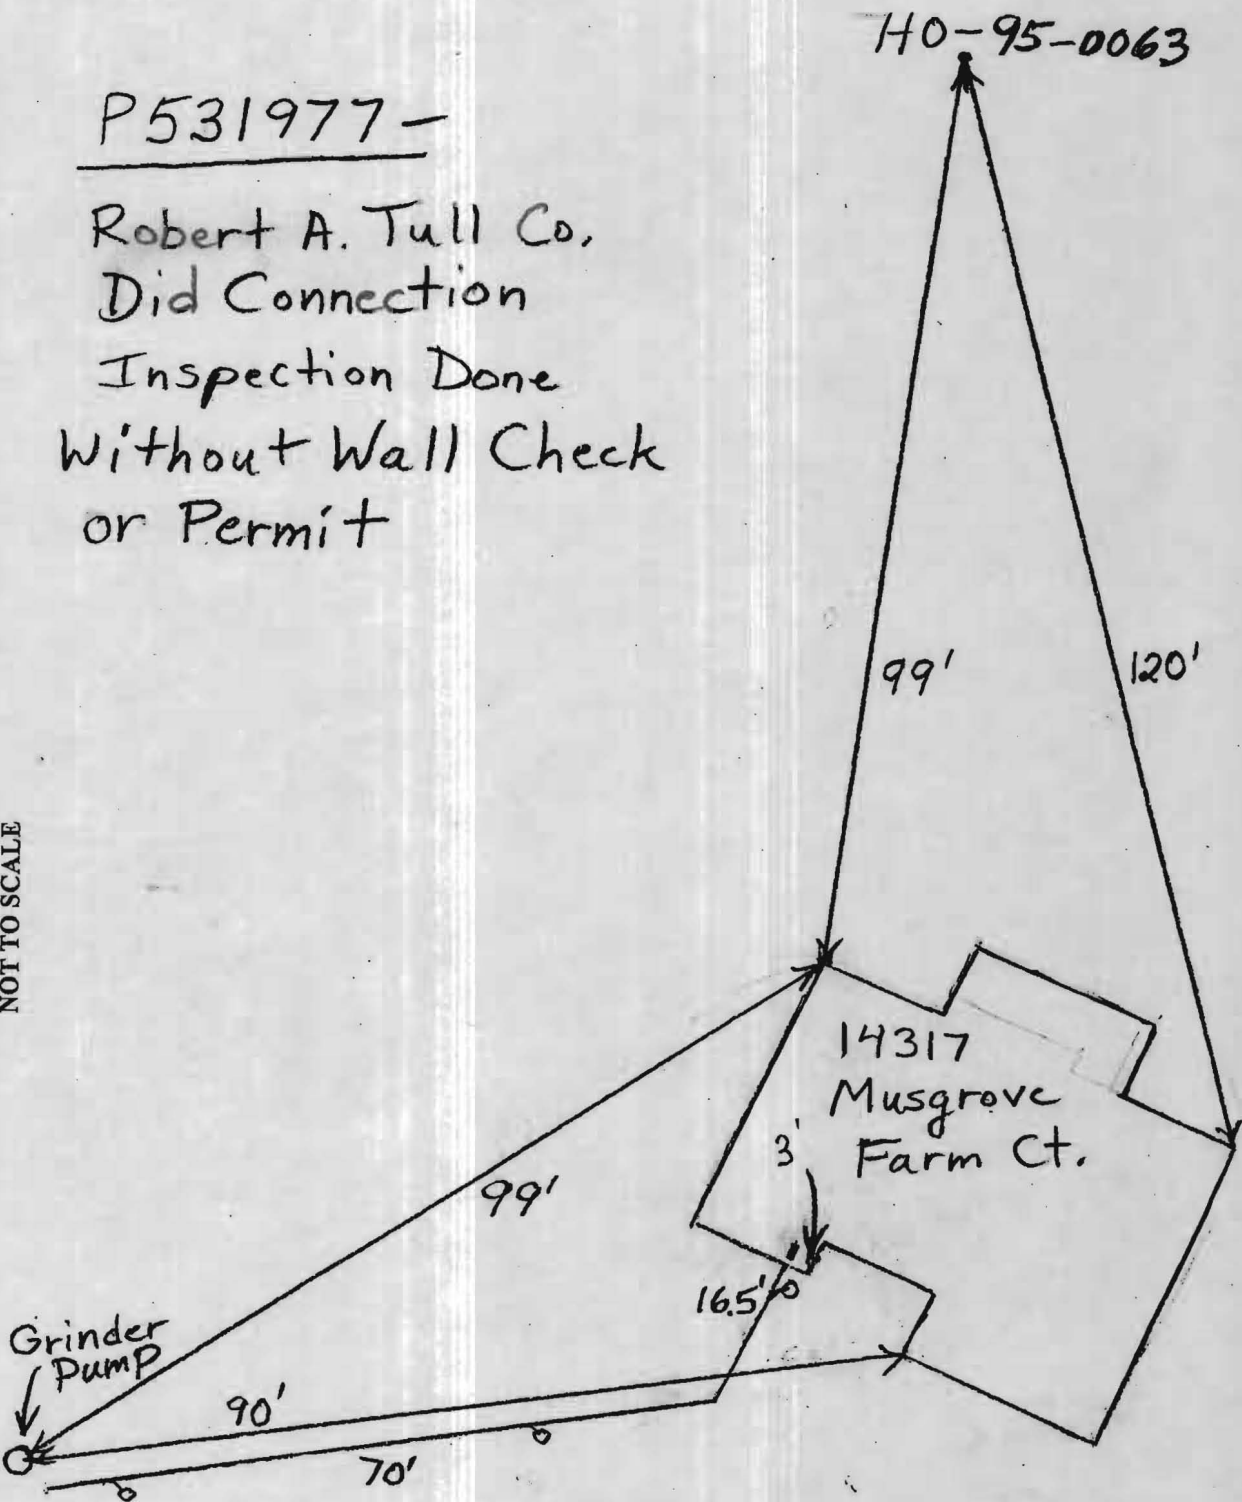 HO-95-0063
P531977-
Robert A. Tull Co.
Did Connection
Inspection Done
Without Wall Check
or Permit
99'
120'
NOT TO SCALE
14317
Musgrove
Farm Ct.
3'
99'
16.5'
Grinder
Pump
90'
70'